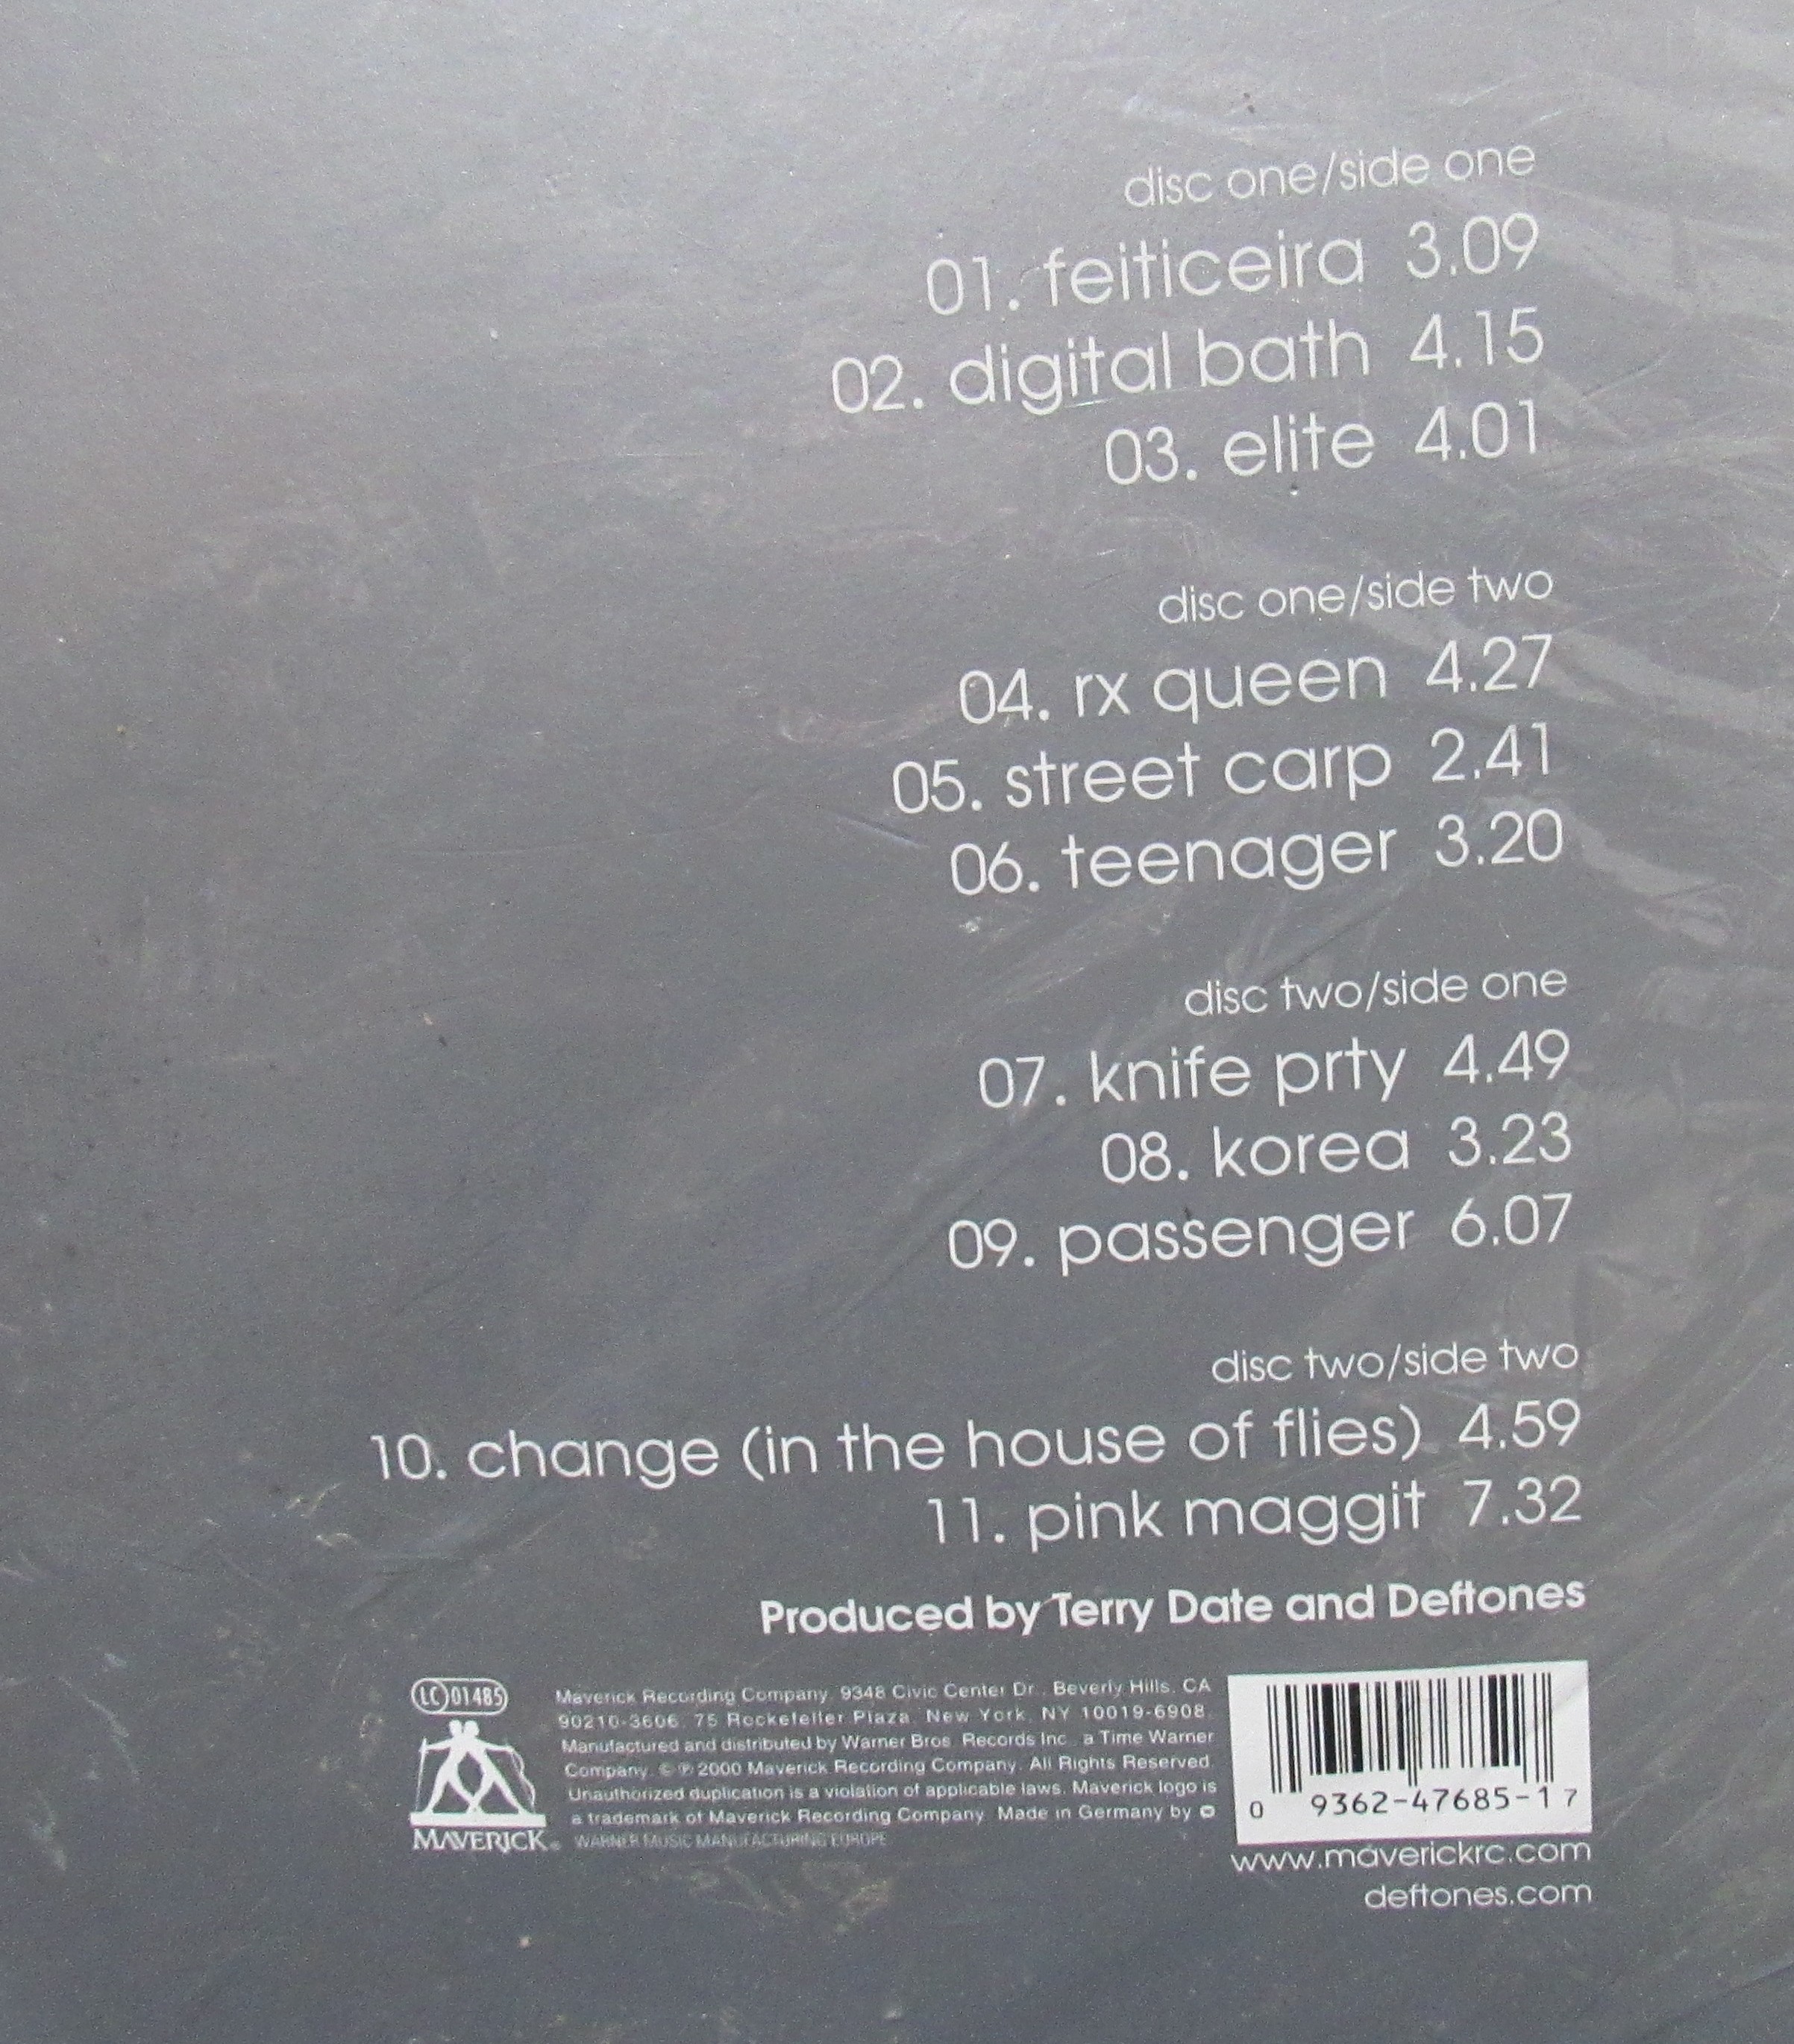 disc one/side one
01. feiticeira 3.09
02. digital bath 4.15
03. elite 4.01
disc one/side two
04. rx queen 4.27
05. street carp 2.41
06. teenager 3.20
disc two/side one
07. knife prty 4.49
08. korea 3.23
09. passenger 6.07
disc two/side two
10. change (in the house of flies) 4.59
11. pink maggit 7.32
Produced by Terry Date and Deftones
LC 01485
MAVERICK®
Maverick Recording Company, 9348 Civic Center Dr., Beverly Hills, CA
90210-3606, 75 Rockefeller Plaza, New York, NY 10019-6908.
Manufactured and distributed by Warner Bros. Records Inc., a Time Warner
Company. © ℗ 2000 Maverick Recording Company. All Rights Reserved.
Unauthorized duplication is a violation of applicable laws. Maverick logo is
a trademark of Maverick Recording Company. Made in Germany by
WARNER MUSIC MANUFACTURING EUROPE
0 9362-47685-1 7
www.maverickrc.com
deftones.com